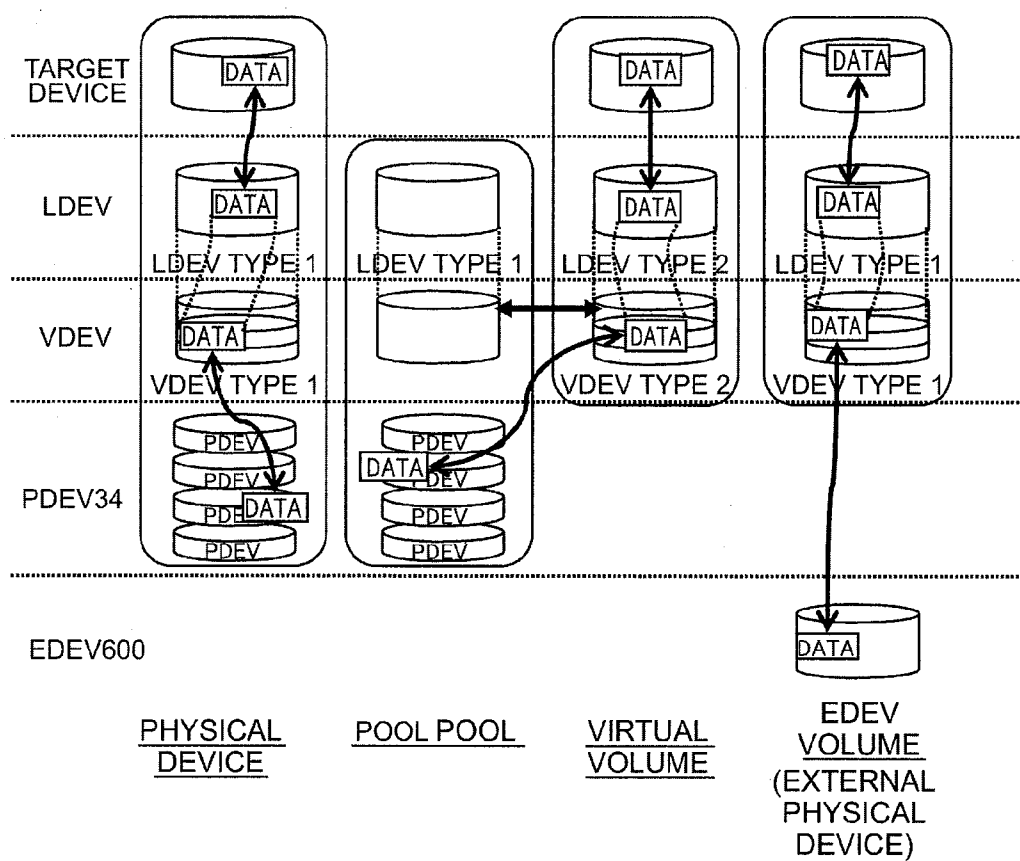 TARGET
DEVICE
DATA
DATA
DATA
LDEV
DATA
DATA
DATA
LDEV TYPE 1
LDEV TYPE 1
LDEV TYPE 2
LDEV TYPE 1
VDEV
DATA
DATA
DATA
VDEV TYPE 1
VDEV TYPE 2
VDEV TYPE 1
PDEV34
PDEV
PDEV
PDEV
DATA
PDEV
PDEV
DATA
PDEV
PDEV
PDEV
EDEV600
DATA
PHYSICAL
DEVICE
POOL POOL
VIRTUAL
VOLUME
EDEV
VOLUME
(EXTERNAL
PHYSICAL
DEVICE)